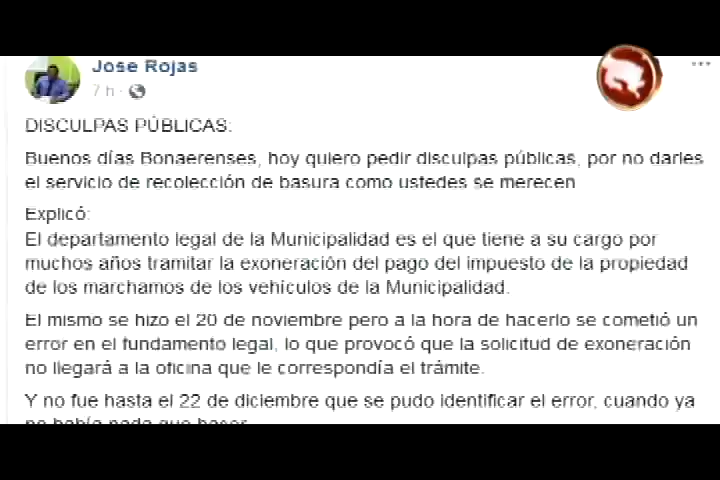 Jose Rojas
7 h ·
DISCULPAS PÚBLICAS:
Buenos días Bonaerenses, hoy quiero pedir disculpas públicas, por no darles
el servicio de recolección de basura como ustedes se merecen
Explicó:
El departamento legal de la Municipalidad es el que tiene a su cargo por
muchos años tramitar la exoneración del pago del impuesto de la propiedad
de los marchamos de los vehículos de la Municipalidad.
El mismo se hizo el 20 de noviembre pero a la hora de hacerlo se cometió un
error en el fundamento legal, lo que provocó que la solicitud de exoneración
no llegará a la oficina que le correspondía el trámite.
Y no fue hasta el 22 de diciembre que se pudo identificar el error, cuando ya
no había nada que hacer